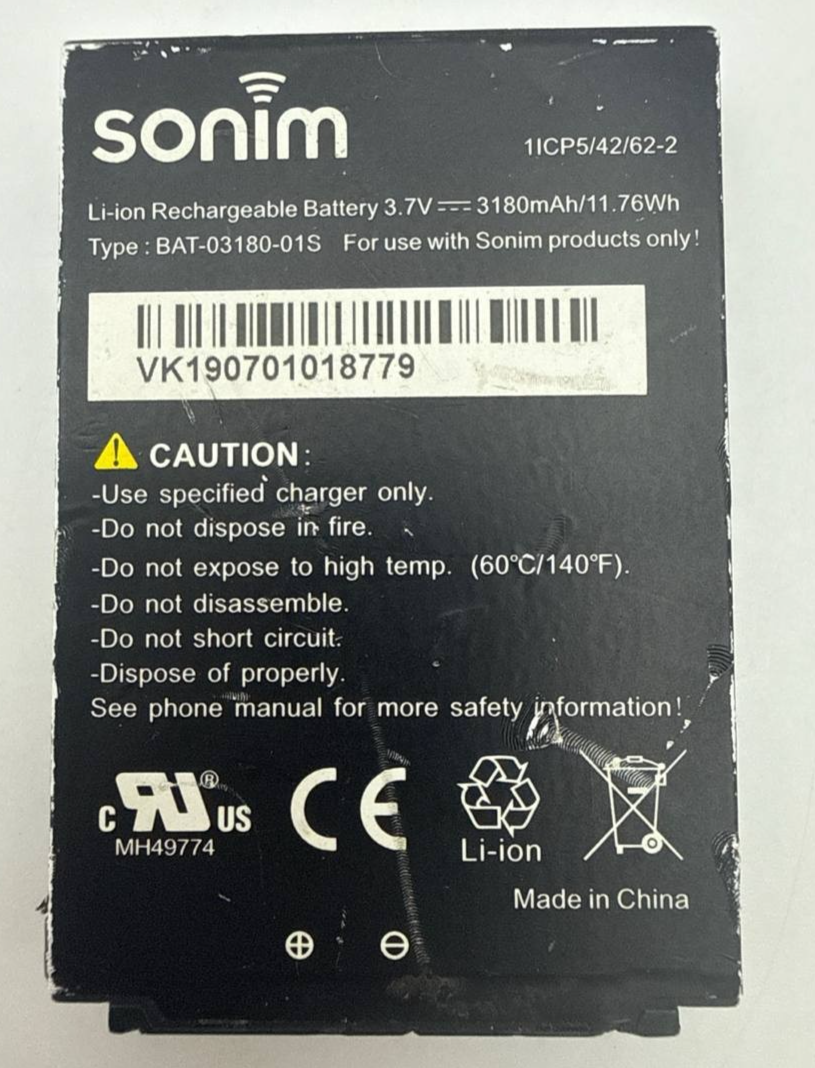 sonim
1ICP5/42/62-2
Li-ion Rechargeable Battery 3.7V⎓3180mAh/11.76Wh
Type : BAT-03180-01S For use with Sonim products only!
VK190701018779
CAUTION:
-Use specified charger only.
-Do not dispose in fire.
-Do not expose to high temp. (60°C/140°F).
-Do not disassemble.
-Do not short circuit.
-Dispose of properly.
See phone manual for more safety information!
C RU® US CE
MH49774
Li-ion
Made in China
⊕ ⊖